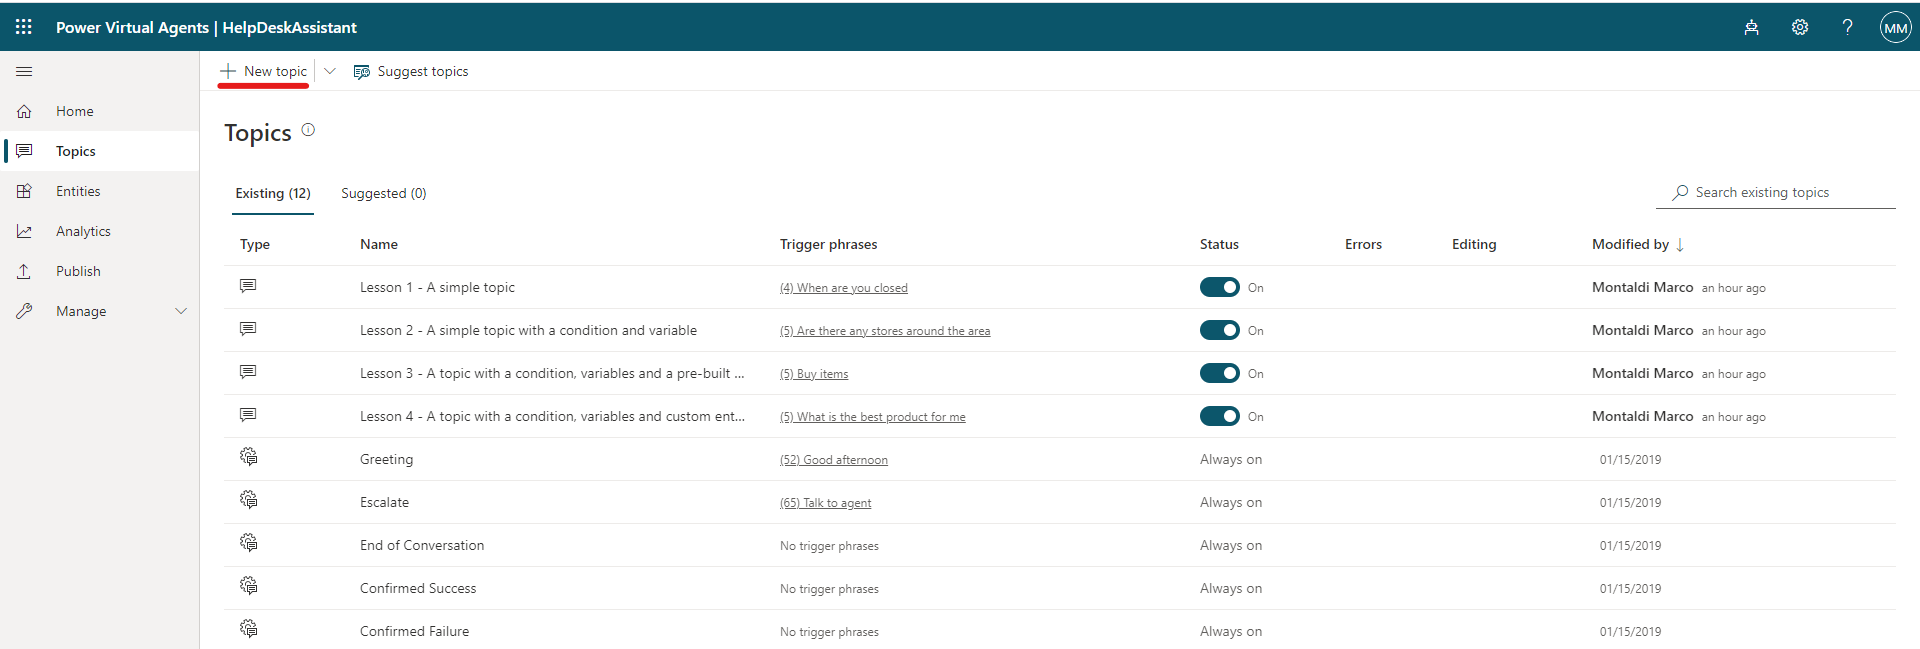 Power Virtual Agents | HelpDeskAssistant
MM
New topic
Suggest topics
Home
Topics
Entities
Analytics
Publish
Manage
Topics
Existing (12)
Suggested (0)
Search existing topics
Type Name Trigger phrases Status Errors Editing Modified by
Lesson 1 - A simple topic (4) When are you closed On Montaldi Marco an hour ago
Lesson 2 - A simple topic with a condition and variable (5) Are there any stores around the area On Montaldi Marco an hour ago
Lesson 3 - A topic with a condition, variables and a pre-built ... (5) Buy items On Montaldi Marco an hour ago
Lesson 4 - A topic with a condition, variables and custom ent... (5) What is the best product for me On Montaldi Marco an hour ago
Greeting (52) Good afternoon Always on 01/15/2019
Escalate (65) Talk to agent Always on 01/15/2019
End of Conversation No trigger phrases Always on 01/15/2019
Confirmed Success No trigger phrases Always on 01/15/2019
Confirmed Failure No trigger phrases Always on 01/15/2019